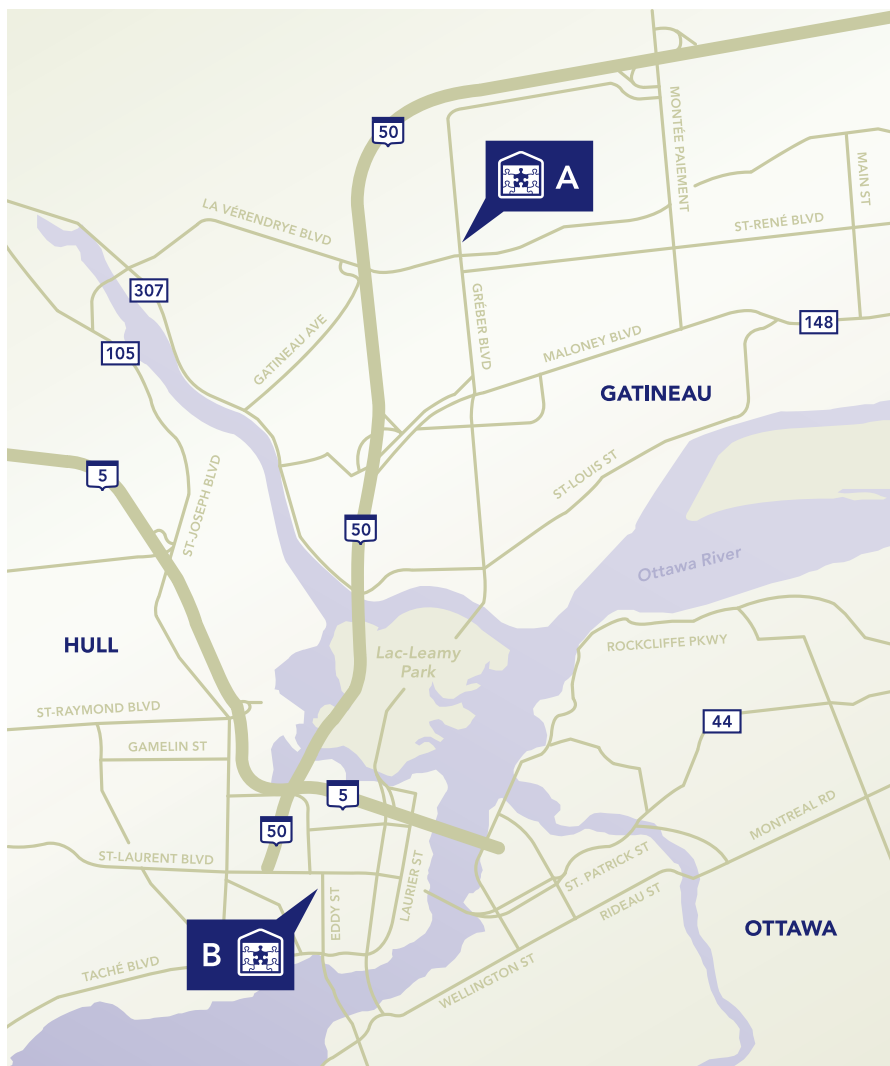 50
MONTÉE PAIEMENT
A
MAIN ST
LA VÉRENDRYE BLVD
ST-RENÉ BLVD
307
GRÉBER BLVD
105
GATINEAU AVE
MALONEY BLVD
148
GATINEAU
5
ST-JOSEPH BLVD
ST-LOUIS ST
50
Ottawa River
HULL
Lac-Leamy
Park
ROCKCLIFFE PKWY
ST-RAYMOND BLVD
44
GAMELIN ST
5
MONTREAL RD
50
ST-LAURENT BLVD
LAURIER ST
ST. PATRICK ST
EDDY ST
RIDEAU ST
B
OTTAWA
TACHÉ BLVD
WELLINGTON ST